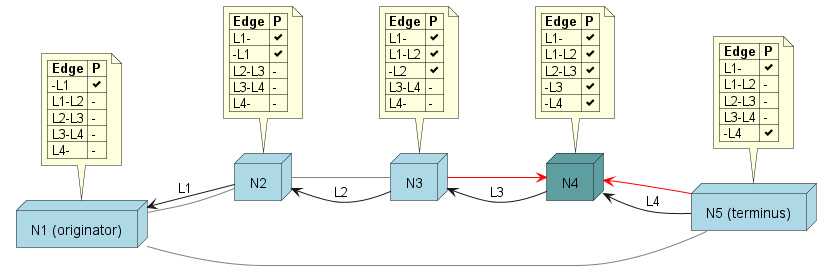 Edge P
-L1 ✔
L1-L2 -
L2-L3 -
L3-L4 -
L4- -
Edge P
L1- ✔
-L1 ✔
L2-L3 -
L3-L4 -
L4- -
Edge P
L1- ✔
L1-L2 ✔
-L2 ✔
L3-L4 -
L4- -
Edge P
L1- ✔
L1-L2 ✔
L2-L3 ✔
-L3 ✔
-L4 ✔
Edge P
L1- ✔
L1-L2 -
L2-L3 -
L3-L4 -
-L4 ✔
N1 (originator)
L1
N2
L2
N3
L3
N4
L4
N5 (terminus)